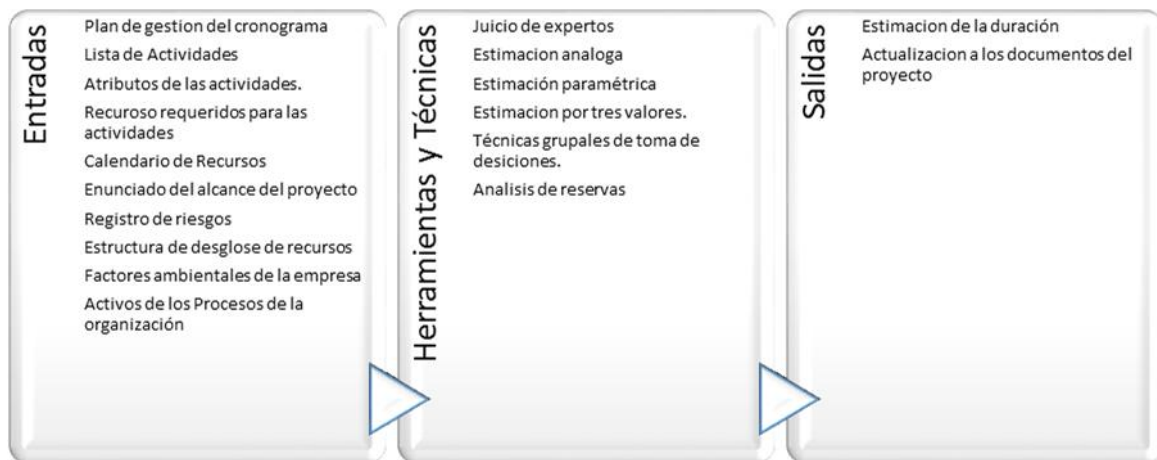 Entradas
Plan de gestion del cronograma
Lista de Actividades
Atributos de las actividades.
Recuroso requeridos para las
actividades
Calendario de Recursos
Enunciado del alcance del proyecto
Registro de riesgos
Estructura de desglose de recursos
Factores ambientales de la empresa
Activos de los Procesos de la
organización
Herramientas y Técnicas
Juicio de expertos
Estimacion analoga
Estimación paramétrica
Estimacion por tres valores.
Técnicas grupales de toma de
desiciones.
Analisis de reservas
Salidas
Estimacion de la duración
Actualizacion a los documentos del
proyecto